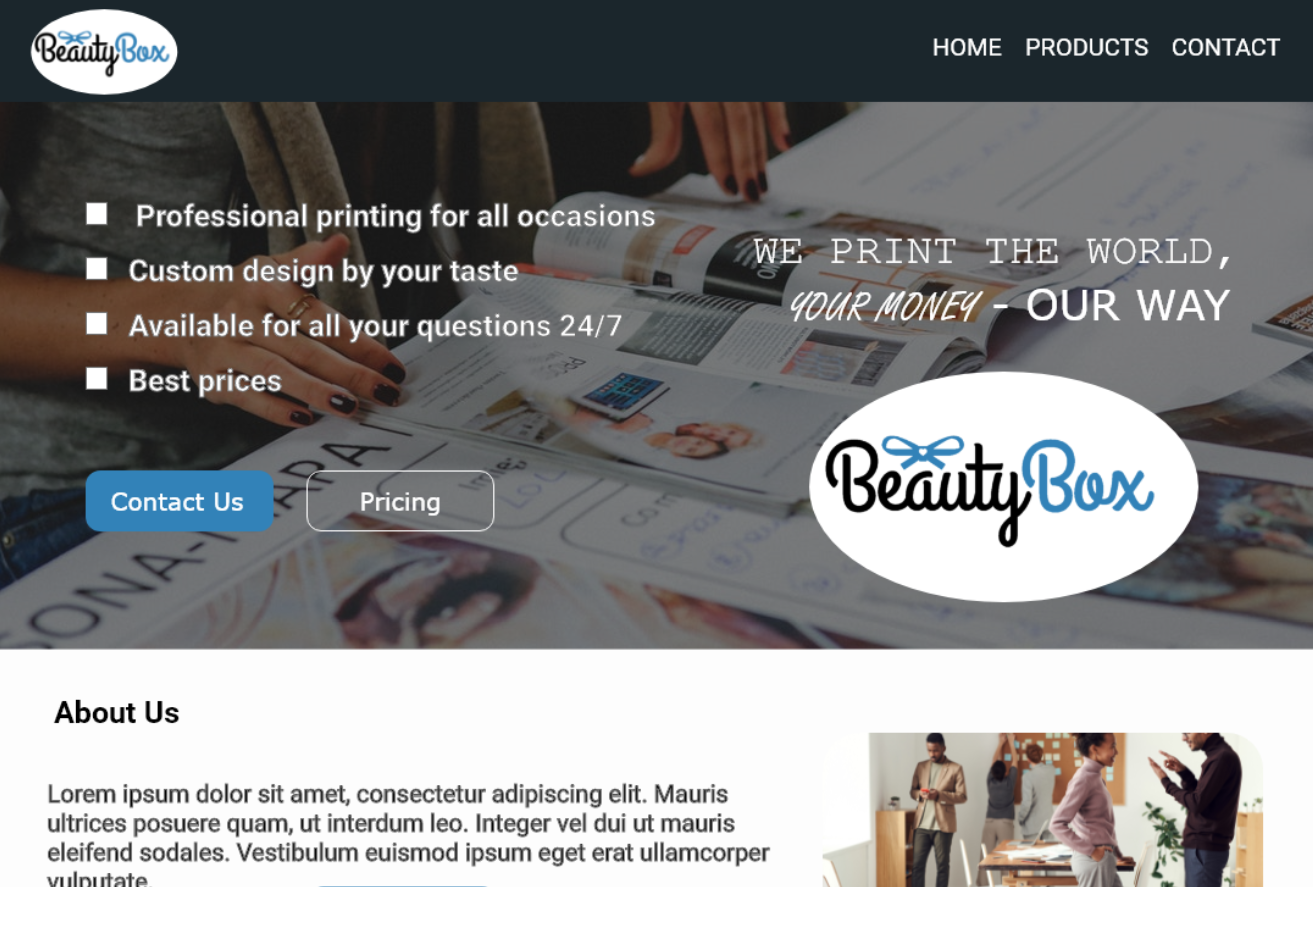 BeautyBox
HOME PRODUCTS CONTACT
Professional printing for all occasions
Custom design by your taste
Available for all your questions 24/7
Best prices
WE PRINT THE WORLD,
YOUR MONEY - OUR WAY
BeautyBox
Contact Us
Pricing
About Us
Lorem ipsum dolor sit amet, consectetur adipiscing elit. Mauris
ultrices posuere quam, ut interdum leo. Integer vel dui ut mauris
eleifend sodales. Vestibulum euismod ipsum eget erat ullamcorper
vulputate.